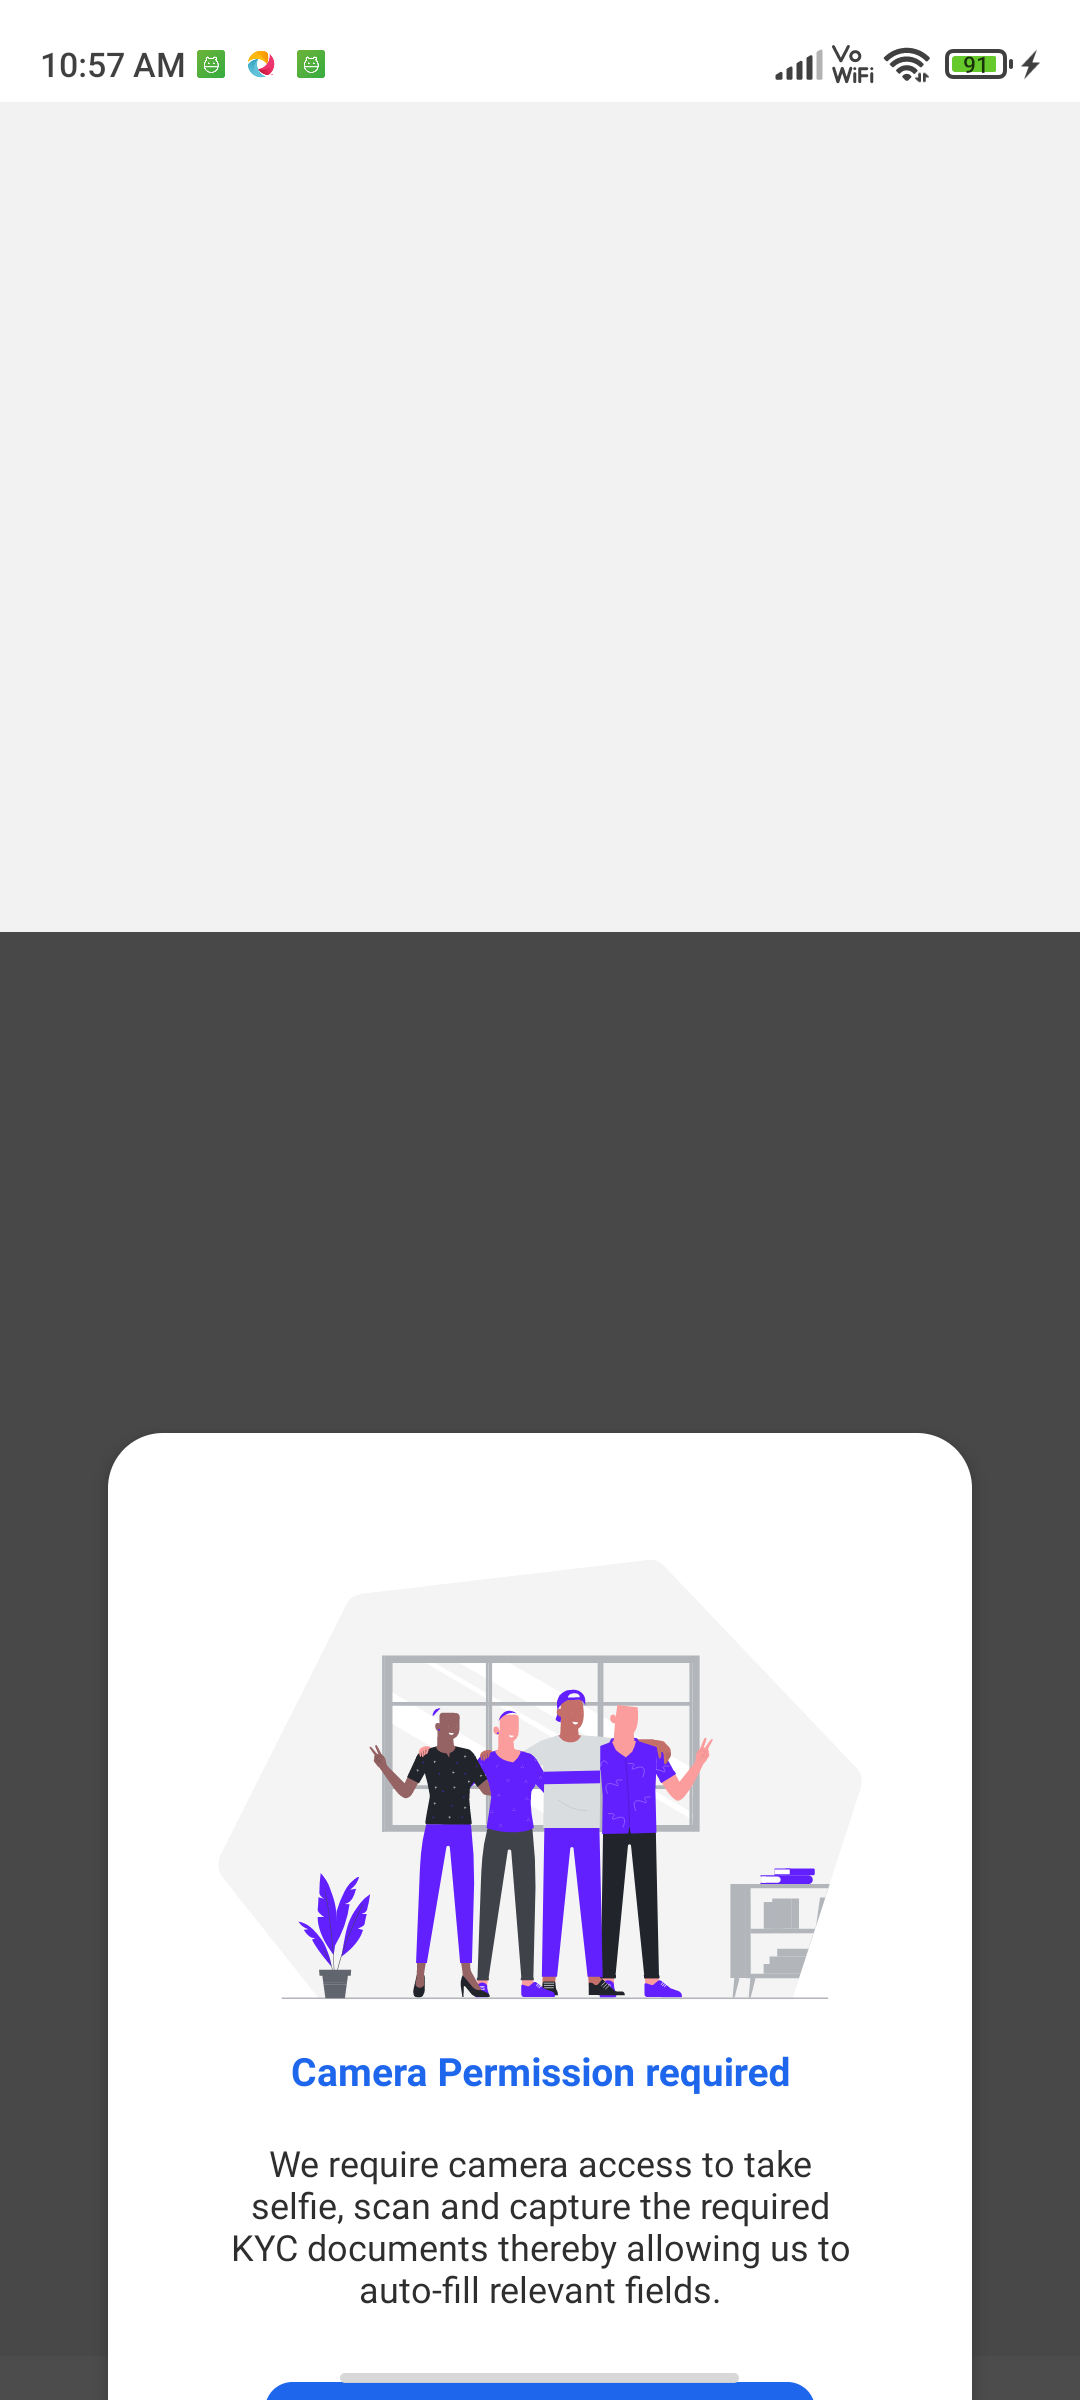 10:57 AM
Vo
WiFi
91
Camera Permission required
We require camera access to take
selfie, scan and capture the required
KYC documents thereby allowing us to
auto-fill relevant fields.